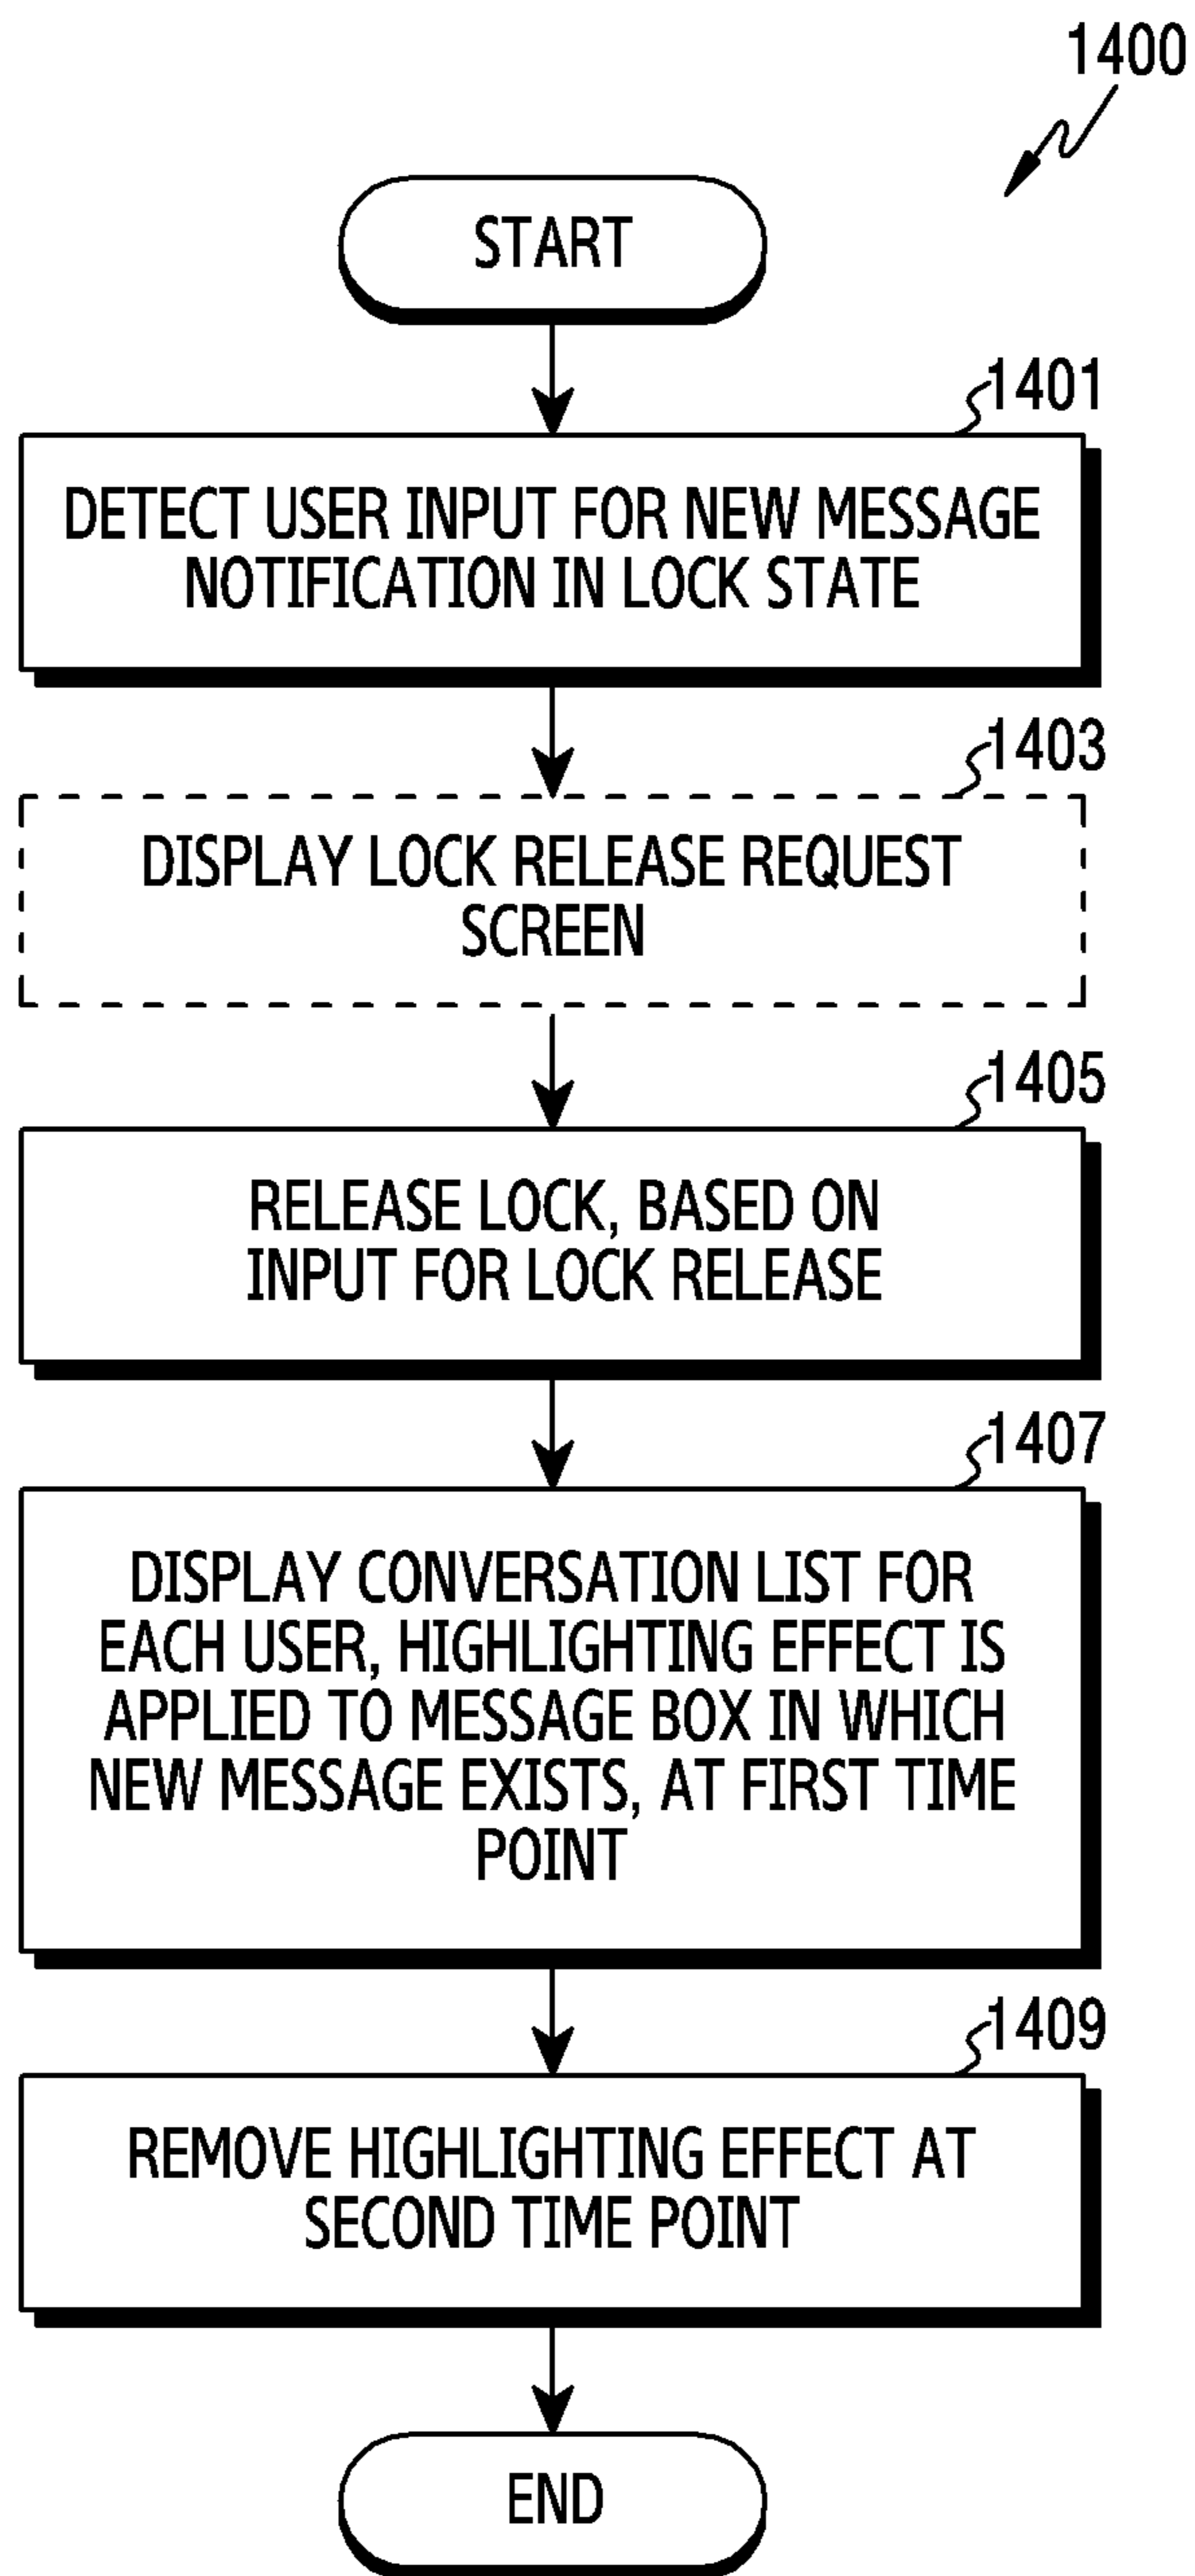 1400
START
1401
DETECT USER INPUT FOR NEW MESSAGE
NOTIFICATION IN LOCK STATE
1403
DISPLAY LOCK RELEASE REQUEST
SCREEN
1405
RELEASE LOCK, BASED ON
INPUT FOR LOCK RELEASE
1407
DISPLAY CONVERSATION LIST FOR
EACH USER, HIGHLIGHTING EFFECT IS
APPLIED TO MESSAGE BOX IN WHICH
NEW MESSAGE EXISTS, AT FIRST TIME
POINT
1409
REMOVE HIGHLIGHTING EFFECT AT
SECOND TIME POINT
END